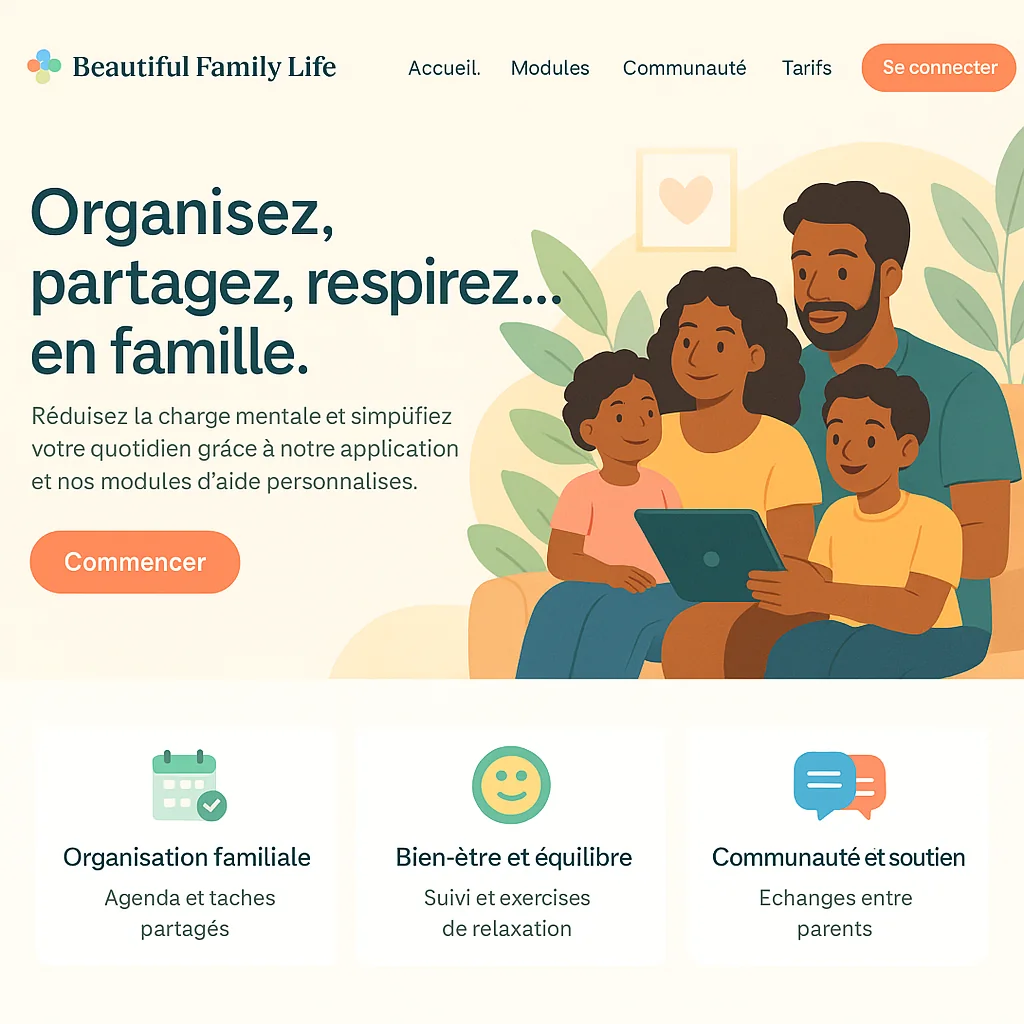 Beautiful Family Life
Accueil. Modules Communauté Tarifs Se connecter
Organisez,
partagez, respirez...
en famille.
Réduisez la charge mentale et simpüfiez
votre quotidien gráce à notre application
et nos modules d'aide personnalises.
Commencer
Organisation familiale
Agenda et taches
partagés
Bien-ètre et équilibre
Suivi et exercises
de relaxation
Communauté et soutien
Echanges entre
parents